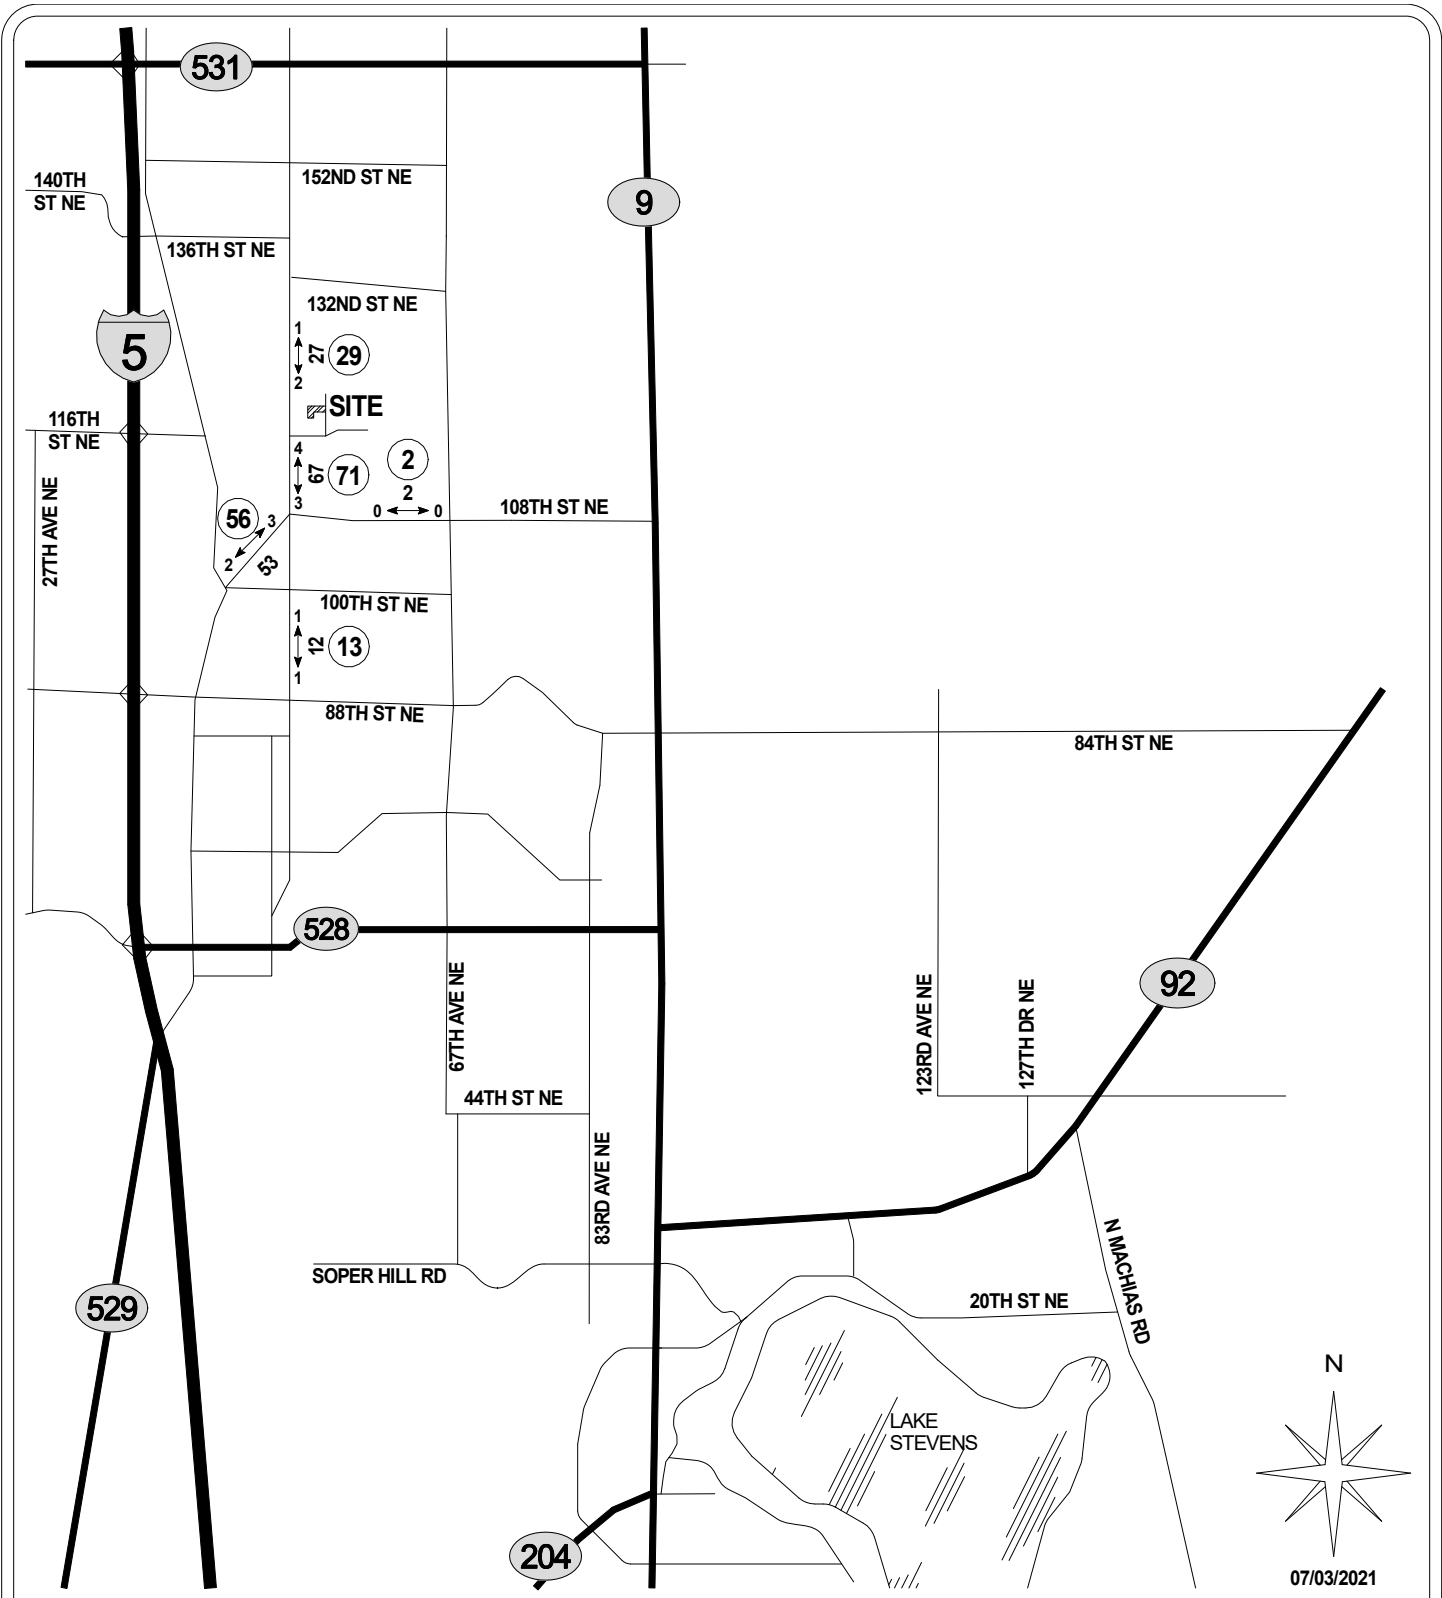 531
140TH
ST NE
152ND ST NE
9
136TH ST NE
132ND ST NE
5
1
27
29
2
SITE
116TH
ST NE
4
67
71
3
2
2
0
0
108TH ST NE
27TH AVE NE
56
3
2
53
100TH ST NE
1
12
13
1
88TH ST NE
84TH ST NE
528
67TH AVE NE
92
123RD AVE NE
127TH DR NE
44TH ST NE
83RD AVE NE
N MACHIAS RD
SOPER HILL RD
529
20TH ST NE
N
LAKE
STEVENS
204
07/03/2021